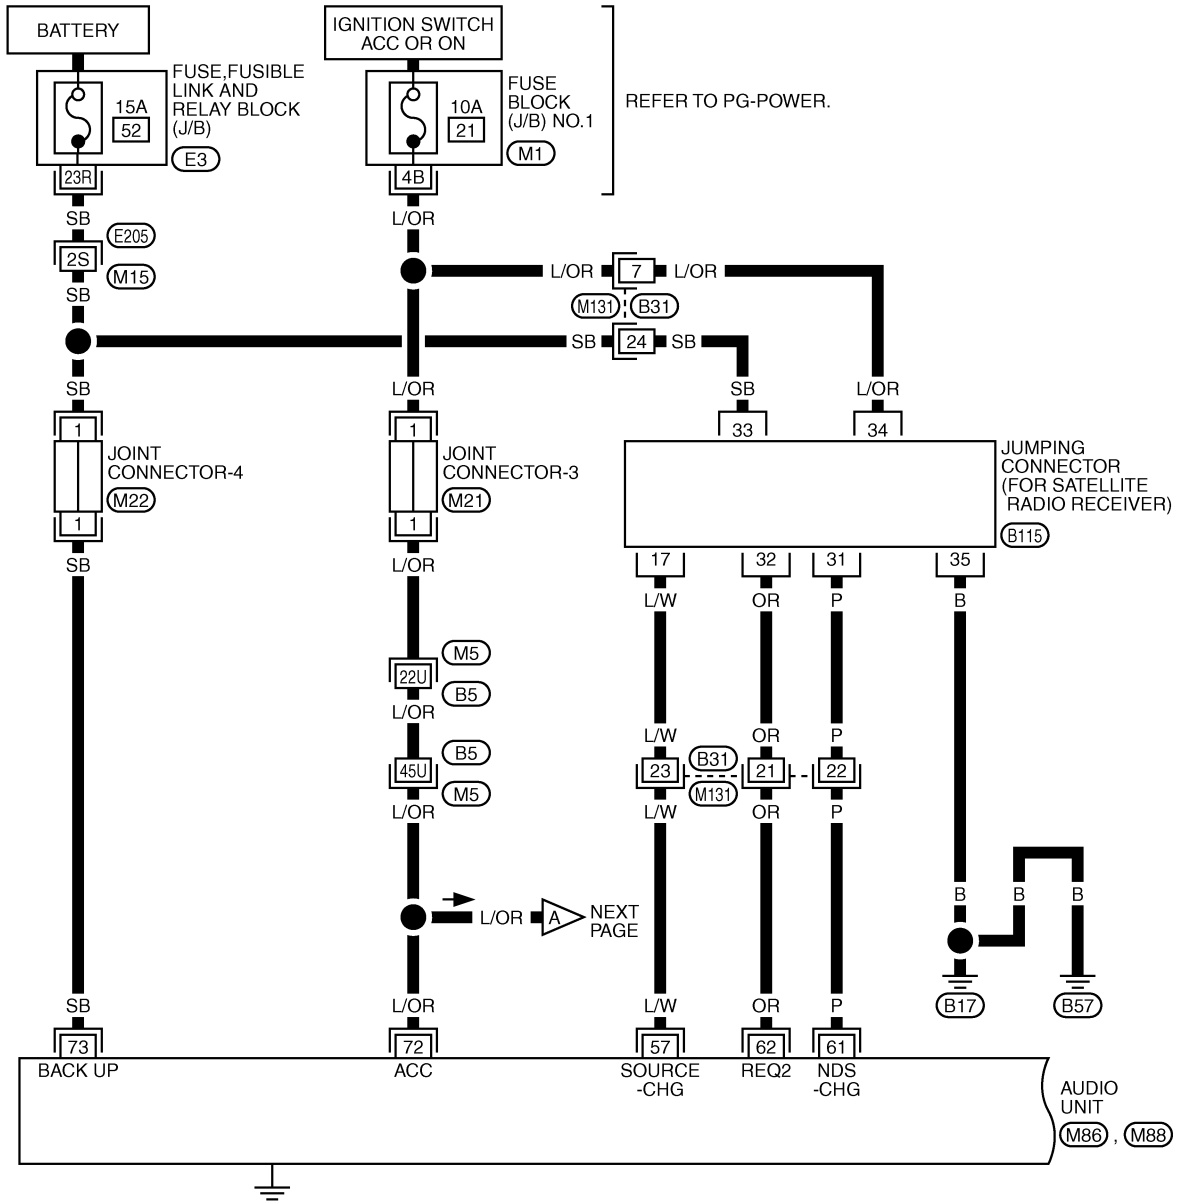 BATTERY
IGNITION SWITCH
ACC OR ON
FUSE,FUSIBLE
LINK AND
RELAY BLOCK
(J/B)
E3
15A
52
23R
10A
21
4B
FUSE
BLOCK
(J/B) NO.1
M1
REFER TO PG-POWER.
SB
L/OR
E205
2S
M15
SB
L/OR
7
L/OR
M131
B31
SB
24
SB
SB
L/OR
SB
L/OR
1
JOINT
CONNECTOR-4
M22
1
SB
1
JOINT
CONNECTOR-3
M21
1
L/OR
33
34
JUMPING
CONNECTOR
(FOR SATELLITE
RADIO RECEIVER)
B115
17
32
31
35
L/W
OR
P
B
M5
22U
B5
L/OR
B5
45U
M5
L/OR
L/W
OR
P
23
B31
M131
21
22
L/W
OR
P
L/OR
A
NEXT
PAGE
B
B
B
B17
B57
SB
L/OR
L/W
OR
P
73
72
57
62
61
BACK UP
ACC
SOURCE
-CHG
REQ2
NDS
-CHG
AUDIO
UNIT
M86 , M88